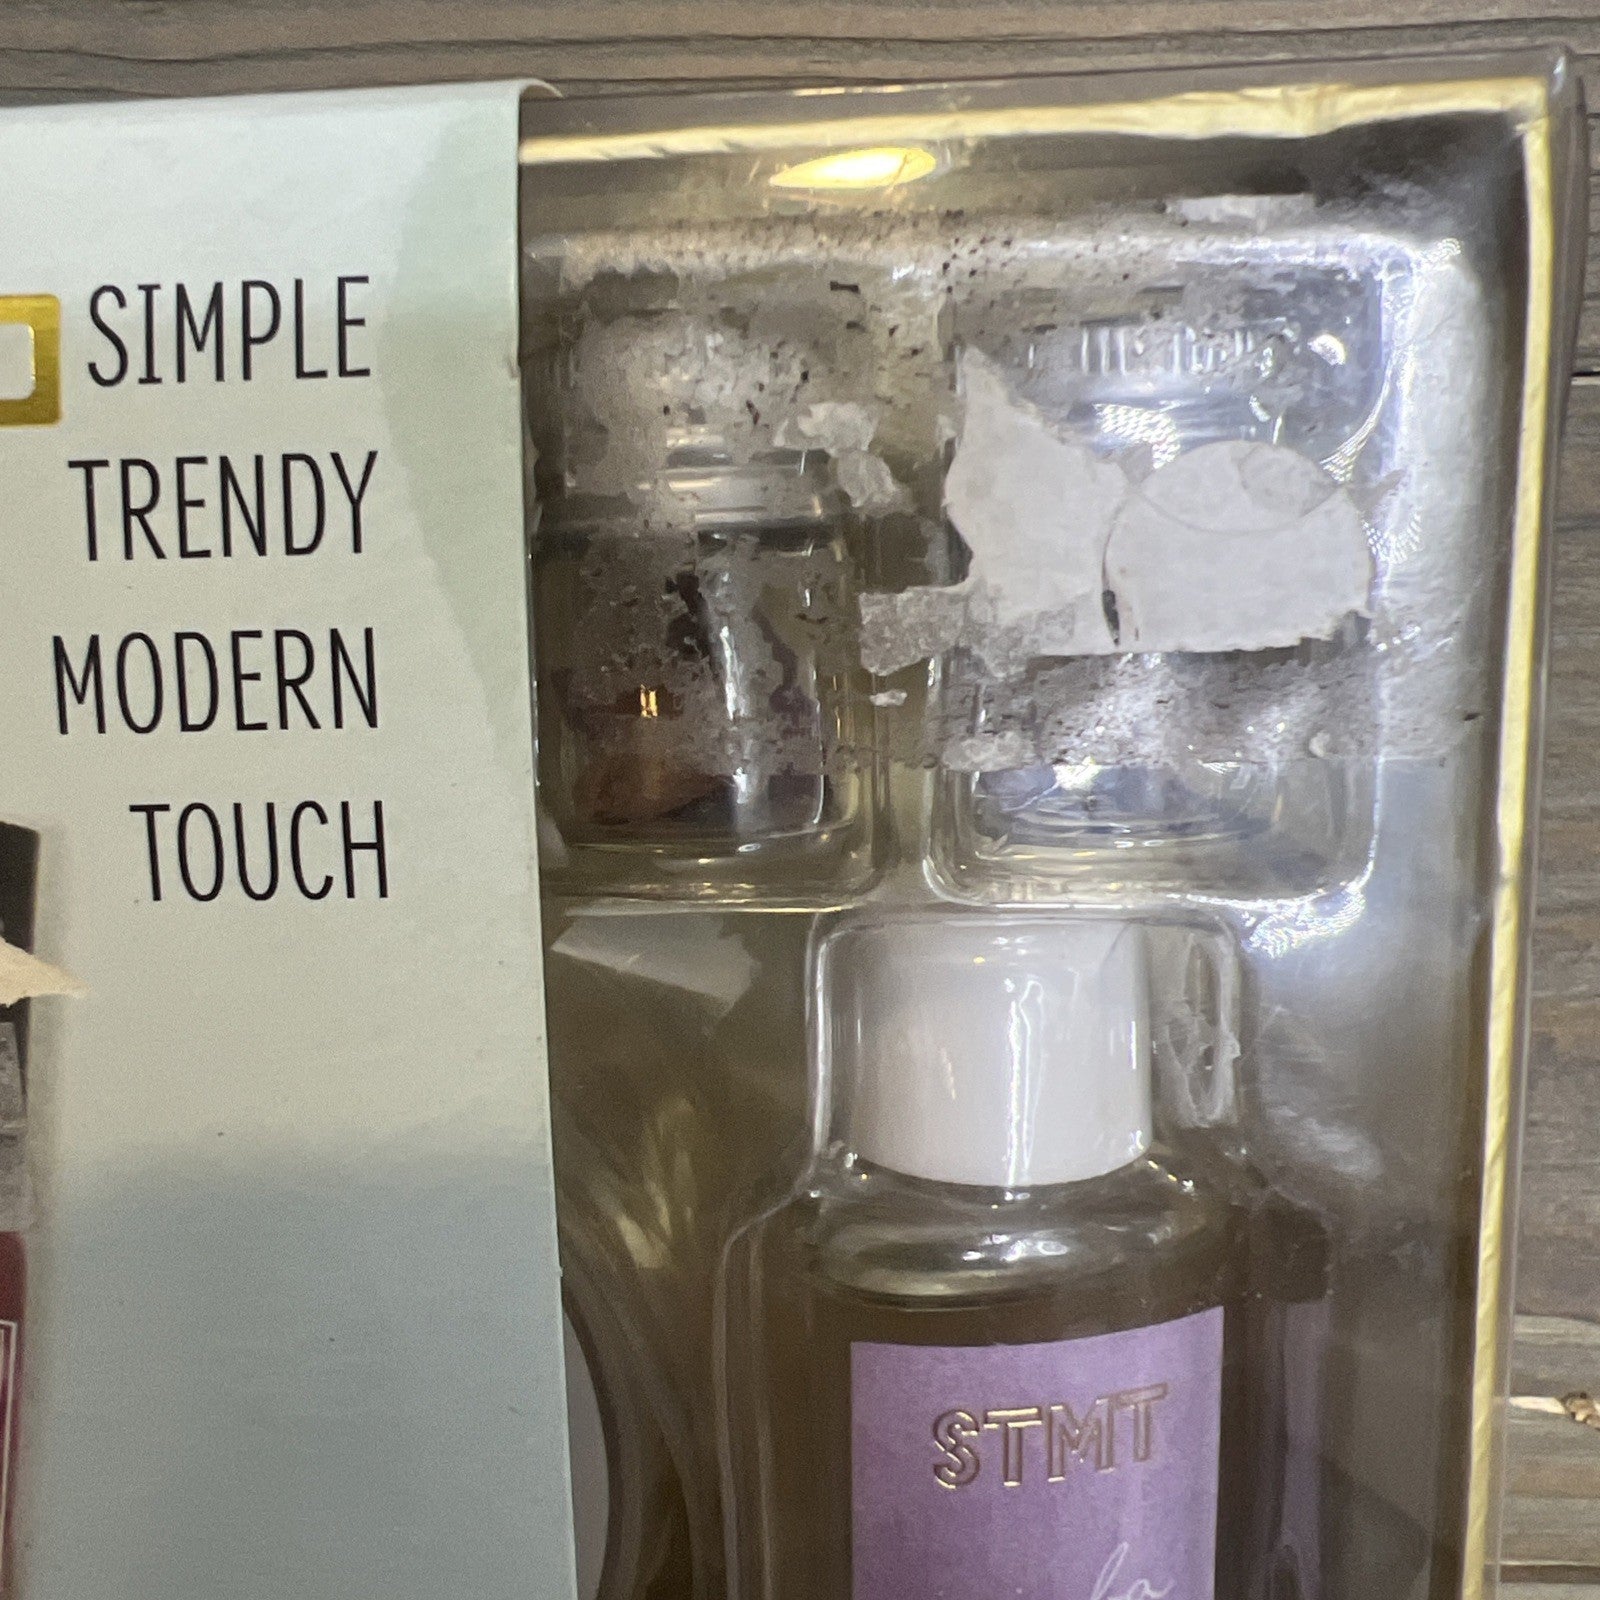 SIMPLE
TRENDY
MODERN
TOUCH
STMT